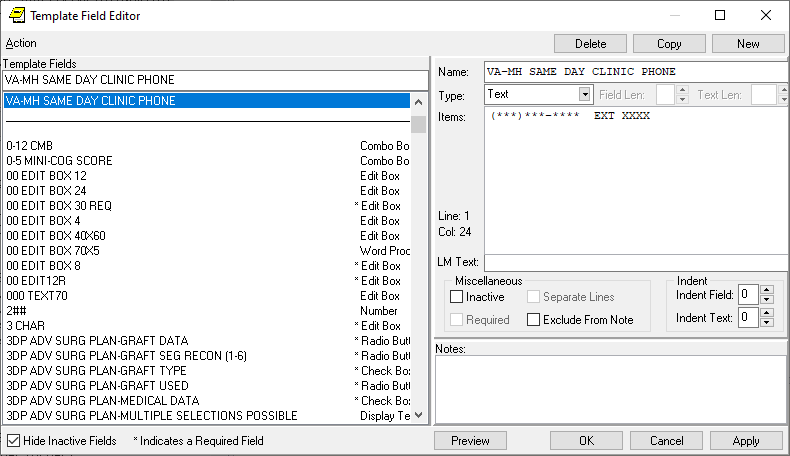 Template Field Editor
Action
Delete
Copy
New
Template Fields
VA-MH SAME DAY CLINIC PHONE
VA-MH SAME DAY CLINIC PHONE
0-12 CMB Combo Bo
0-5 MINI-COG SCORE Combo Bo
00 EDIT BOX 12 Edit Box
00 EDIT BOX 24 Edit Box
00 EDIT BOX 30 REQ * Edit Box
00 EDIT BOX 4 Edit Box
00 EDIT BOX 40X60 Edit Box
00 EDIT BOX 70X5 Word Proc
00 EDIT BOX 8 * Edit Box
00 EDIT12R * Edit Box
000 TEXT70 Edit Box
2## Number
3 CHAR * Edit Box
3DP ADV SURG PLAN-GRAFT DATA * Radio Butt
3DP ADV SURG PLAN-GRAFT SEG RECON (1-6) * Radio Butt
3DP ADV SURG PLAN-GRAFT TYPE * Check Box
3DP ADV SURG PLAN-GRAFT USED * Radio Butt
3DP ADV SURG PLAN-MEDICAL DATA * Check Box
3DP ADV SURG PLAN-MULTIPLE SELECTIONS POSSIBLE Display Te
Hide Inactive Fields * Indicates a Required Field
Name: VA-MH SAME DAY CLINIC PHONE
Type: Text Field Len: Text Len:
Items: (***)***-**** EXT XXXX
Line: 1
Col: 24
LM Text:
Miscellaneous
Inactive Separate Lines
Required Exclude From Note
Indent
Indent Field: 0
Indent Text: 0
Notes:
Preview
OK
Cancel
Apply